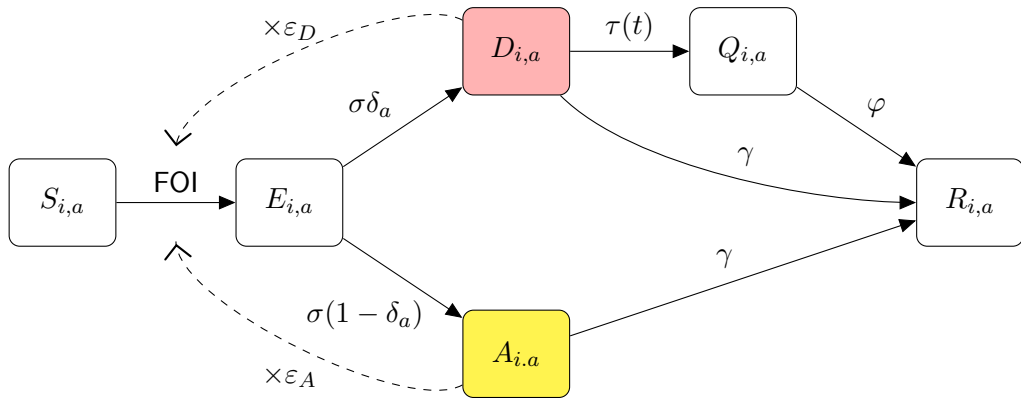 ×ε_D
D_{i,a}
τ(t)
Q_{i,a}
σδ_a
φ
FOI
γ
S_{i,a}
E_{i,a}
R_{i,a}
γ
σ(1 − δ_a)
A_{i.a}
×ε_A